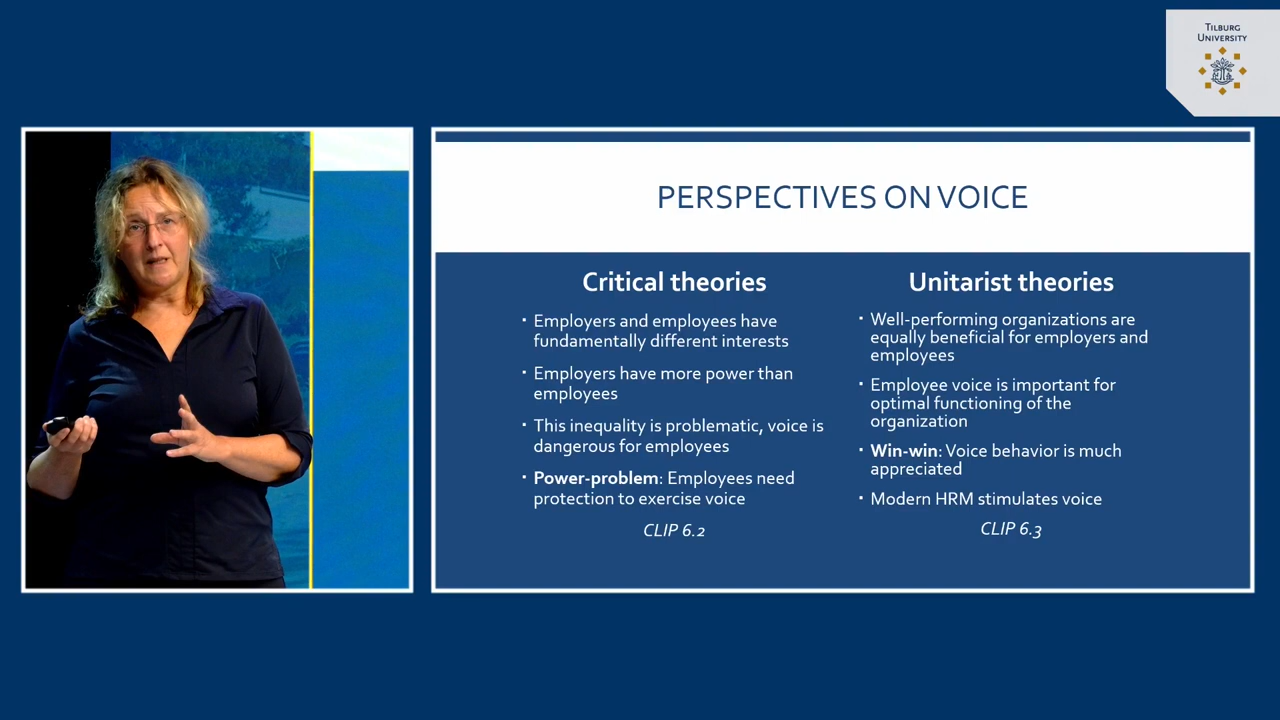 TILBURG
UNIVERSITY
PERSPECTIVES ON VOICE
Critical theories
▪ Employers and employees have
fundamentally different interests
▪ Employers have more power than
employees
▪ This inequality is problematic, voice is
dangerous for employees
▪ Power-problem: Employees need
protection to exercise voice
CLIP 6.2
Unitarist theories
▪ Well-performing organizations are
equally beneficial for employers and
employees
▪ Employee voice is important for
optimal functioning of the
organization
▪ Win-win: Voice behavior is much
appreciated
▪ Modern HRM stimulates voice
CLIP 6.3